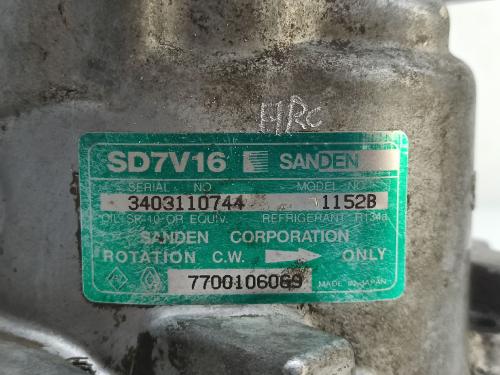 HRC
SD7V16 SANDEN
SERIAL NO MODEL NO
3403110744 1152B
OIL SP-10 OR EQUIV. REFRIGERANT R134a
SANDEN CORPORATION
ROTATION C.W. ONLY
7700106069 MADE IN JAPAN